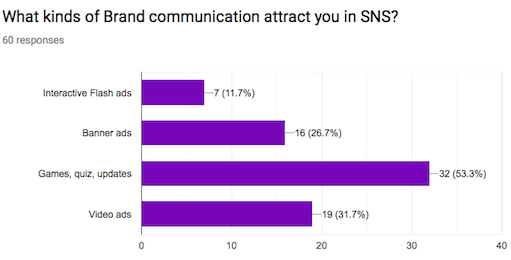 What kinds of Brand communication attract you in SNS?
60 responses
Interactive Flash ads
7 (11.7%)
Banner ads
16 (26.7%)
Games, quiz, updates
32 (53.3%)
Video ads
19 (31.7%)
0 10 20 30 40